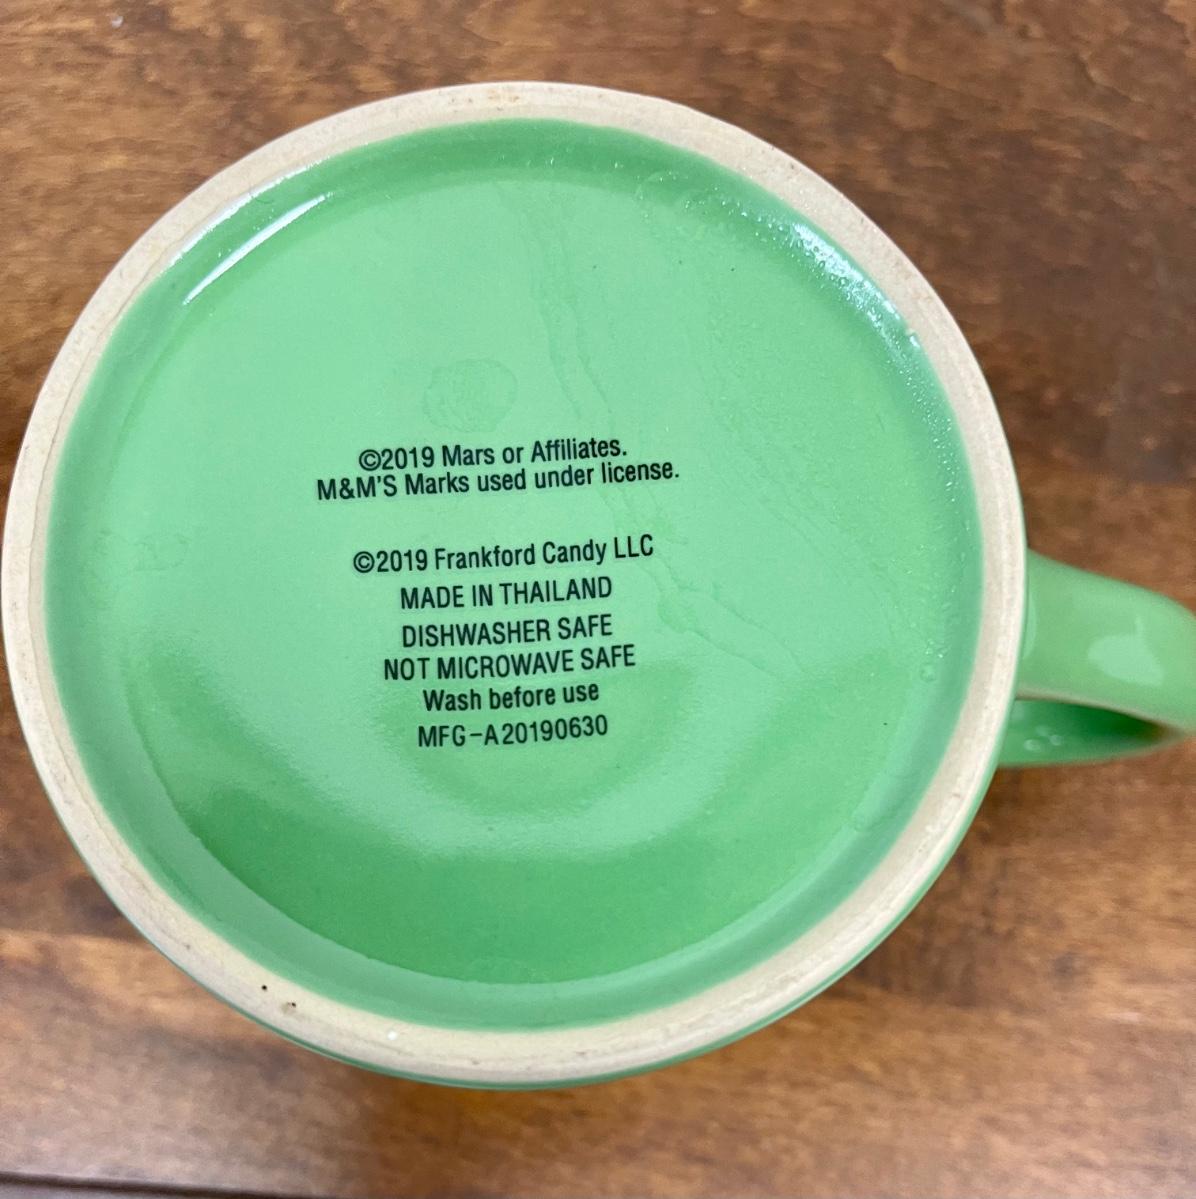 ©2019 Mars or Affiliates.
M&M'S Marks used under license.
©2019 Frankford Candy LLC
MADE IN THAILAND
DISHWASHER SAFE
NOT MICROWAVE SAFE
Wash before use
MFG-A20190630